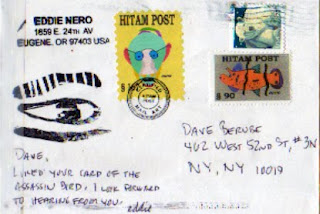 EDDIE NERO
1659 E. 24TH AV
EUGENE, OR 97403 USA
HITAM POST
HITAM POST
$90
DAVE BERUBE
402 WEST 52ND ST, #3N
NY, NY 10019
DAVE,
LIKED YOUR CARD OF THE
ASSASSIN BIRD. I LOOK FORWARD
TO HEARING FROM YOU.
eddie